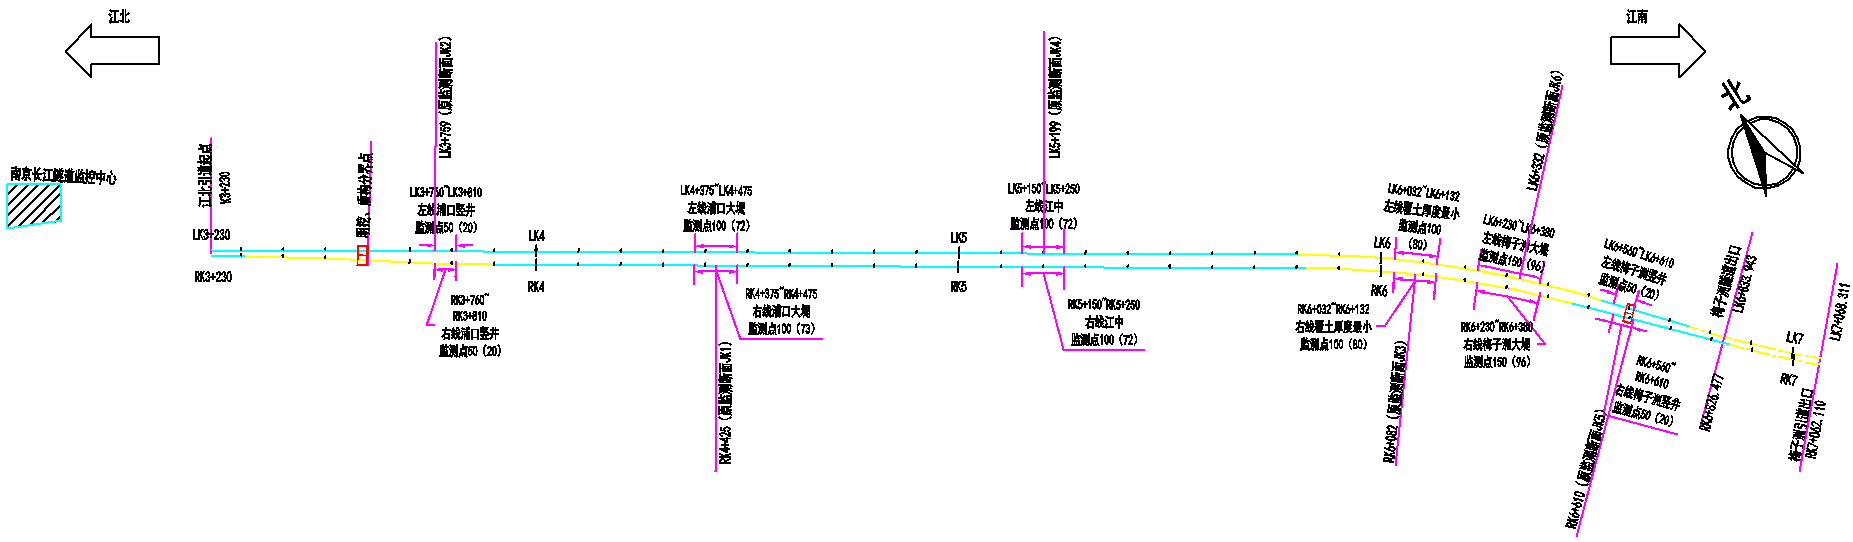 江北
江南
北
南京长江隧道监控中心
江北引道起点
K3+230
LK3+230
RK3+230
明挖、盾构分界点
LK3+759（原监测断面JK2）
LK3+760~LK3+810
左线浦口竖井
监测点50（20）
RK3+760~
RK3+810
右线浦口竖井
监测点50（20）
LK4
RK4
LK4+375~LK4+475
左线浦口大堤
监测点100（72）
RK4+375~RK4+475
右线浦口大堤
监测点100（73）
RK4+425（原监测断面JK1）
LK5
RK5
LK5+199（原监测断面JK4）
LK5+150~LK5+250
左线江中
监测点100（72）
RK5+150~RK5+250
右线江中
监测点100（72）
LK6
RK6
LK6+032~LK6+132
左线覆土厚度最小
监测点100
（80）
RK6+032~RK6+132
右线覆土厚度最小
监测点100（80）
RK6+082（原监测断面JK3）
LK6+332（原监测断面JK6）
LK6+230~LK6+380
左线梅子洲大堤
监测点150（96）
RK6+230~RK6+380
右线梅子洲大堤
监测点150（96）
LK6+560~LK6+610
左线梅子洲竖井
监测点50（20）
RK6+560~
RK6+610
右线梅子洲竖井
监测点50（20）
RK6+610（原监测断面JK5）
梅子洲隧道出口
RK6+626.477
LK7
RK7
LK7+068.311
梅子洲引道出口
RK7+062.110